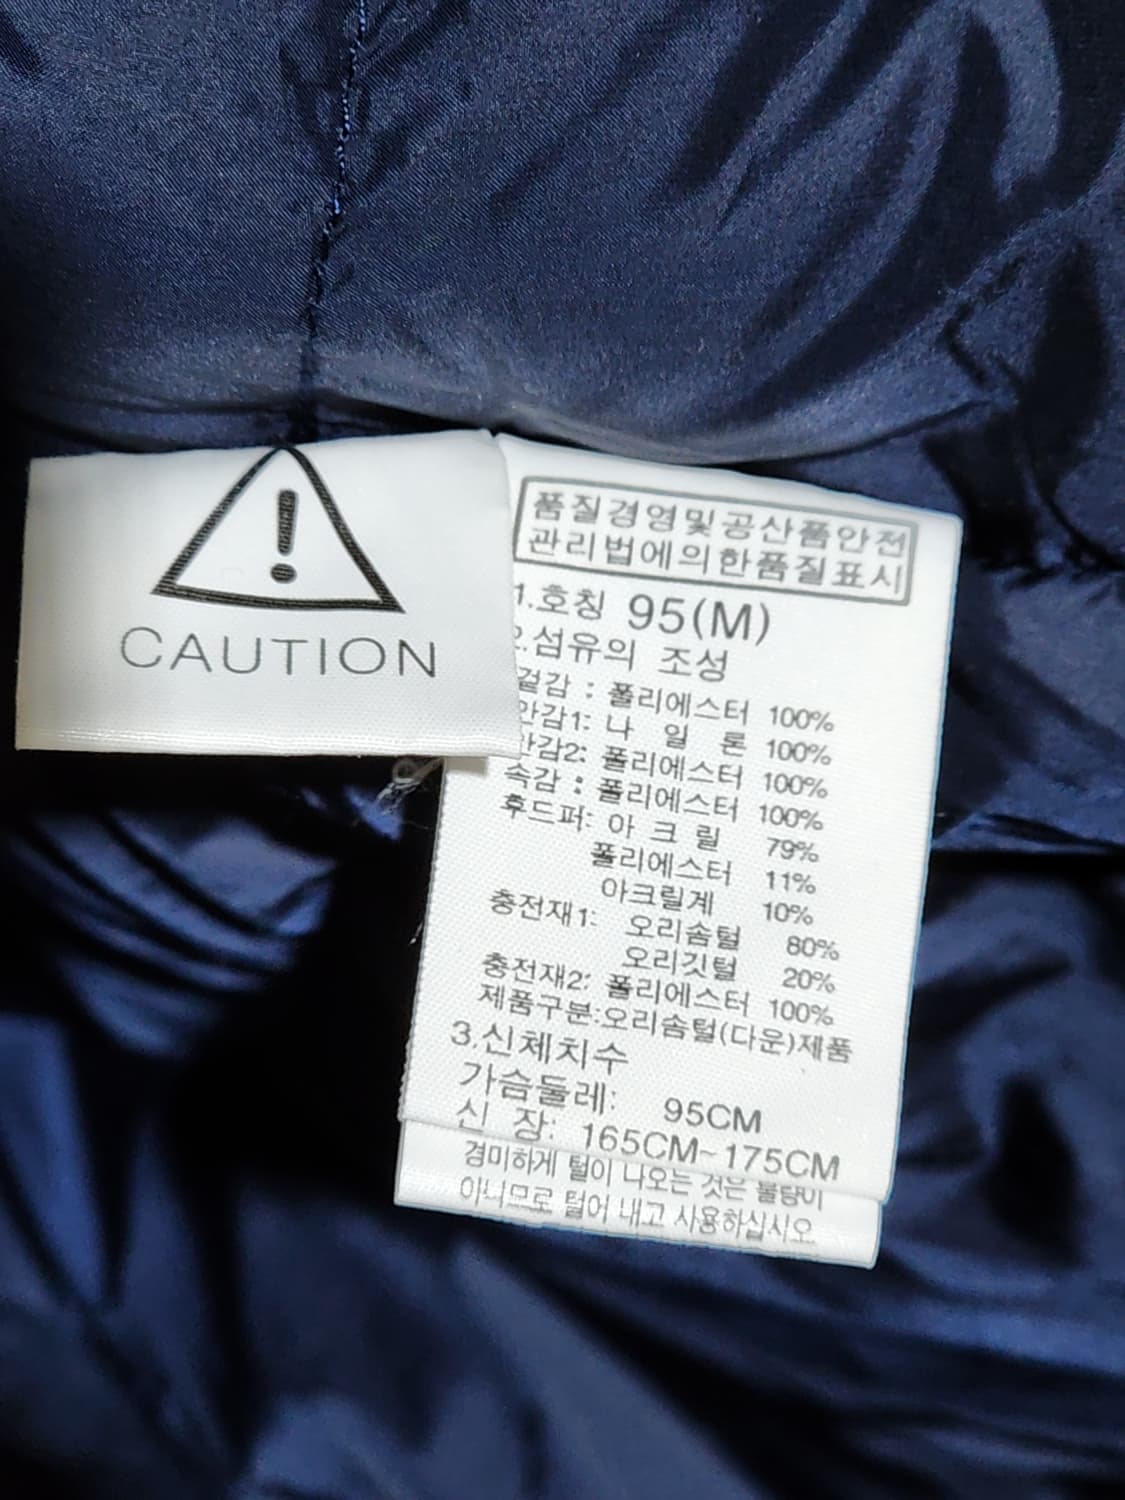 CAUTION
품질경영및공산품안전
관리법에의한품질표시
1.호칭 95(M)
2.섬유의 조성
겉감 : 폴리에스터 100%
안감1: 나 일 론 100%
안감2: 폴리에스터 100%
속감 : 폴리에스터 100%
후드퍼: 아 크 릴 79%
폴리에스터 11%
아크릴계 10%
충전재1: 오리솜털 80%
오리깃털 20%
충전재2: 폴리에스터 100%
제품구분:오리솜털(다운)제품
3.신체치수
가슴둘레: 95CM
신 장: 165CM~175CM
경미하게 털이 나오는 것은 불량이
아니므로 털어 내고 사용하십시오